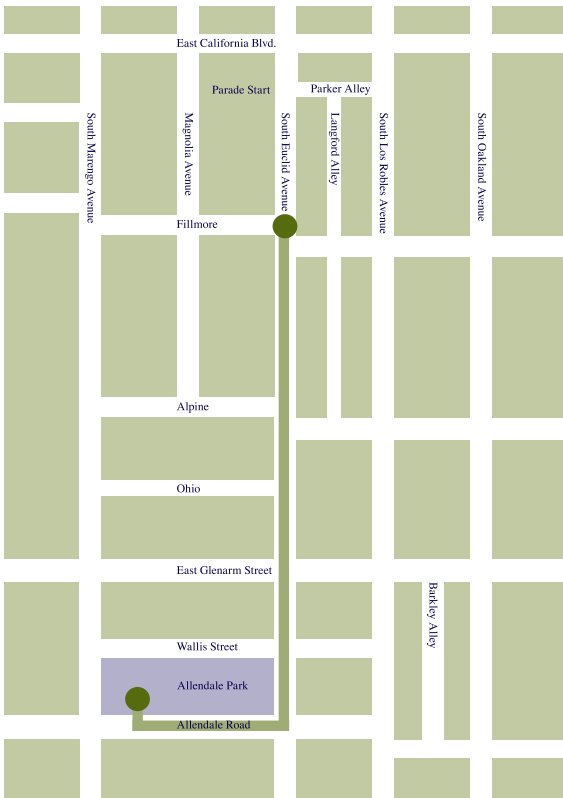 East California Blvd.
Parade Start
Parker Alley
South Marengo Avenue
Magnolia Avenue
South Euclid Avenue
Langford Alley
South Los Robles Avenue
South Oakland Avenue
Fillmore
Alpine
Ohio
East Glenarm Street
Barkley Alley
Wallis Street
Allendale Park
Allendale Road